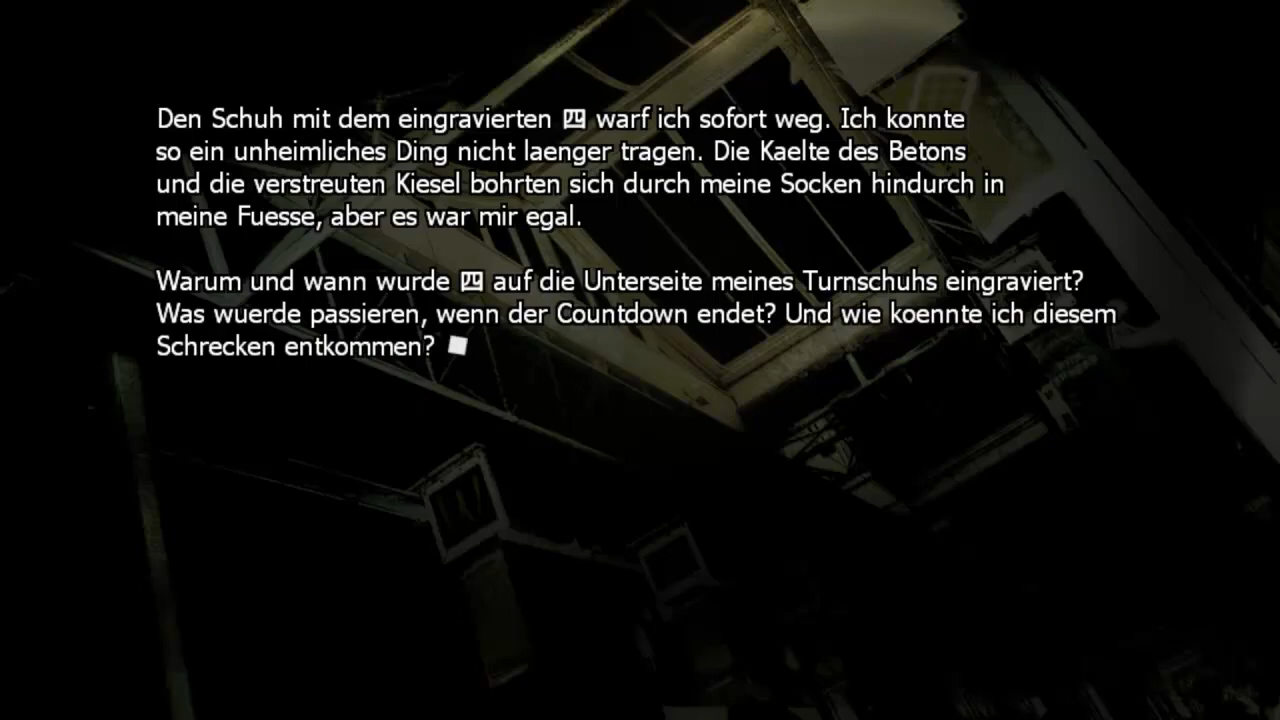 Den Schuh mit dem eingravierten 四 warf ich sofort weg. Ich konnte
so ein unheimliches Ding nicht laenger tragen. Die Kaelte des Betons
und die verstreuten Kiesel bohrten sich durch meine Socken hindurch in
meine Fuesse, aber es war mir egal.
Warum und wann wurde 四 auf die Unterseite meines Turnschuhs eingraviert?
Was wuerde passieren, wenn der Countdown endet? Und wie koennte ich diesem
Schrecken entkommen?